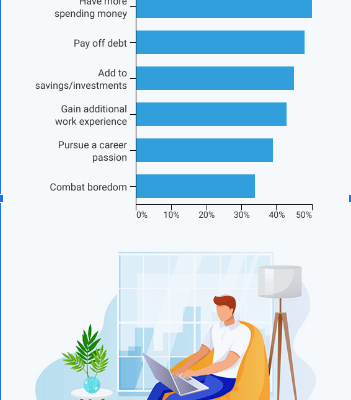 Have more
spending money
Pay off debt
Add to
savings/investments
Gain additional
work experience
Pursue a career
passion
Combat boredom
0% 10% 20% 30% 40% 50%